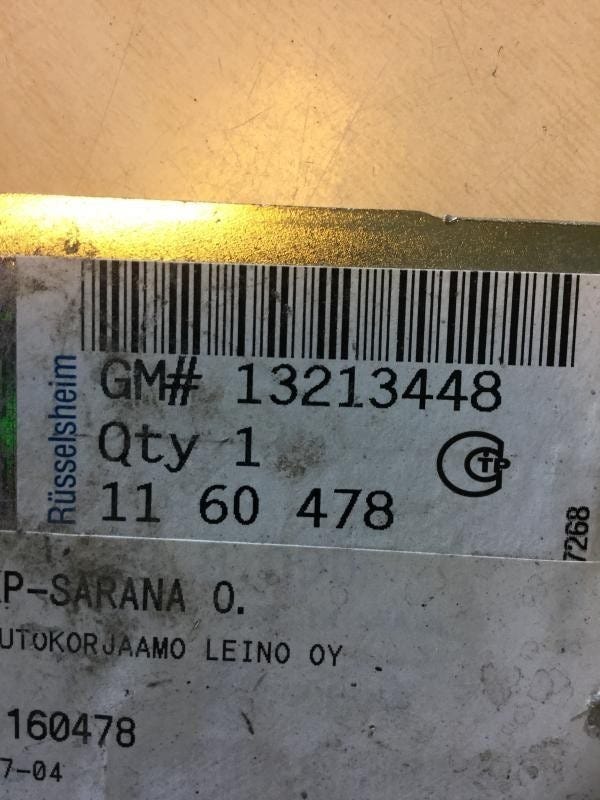 Rüsselsheim
GM# 13213448
Qty 1
11 60 478
7268
P-SARANA O.
UTOKORJAAMO LEINO OY
160478
7-04